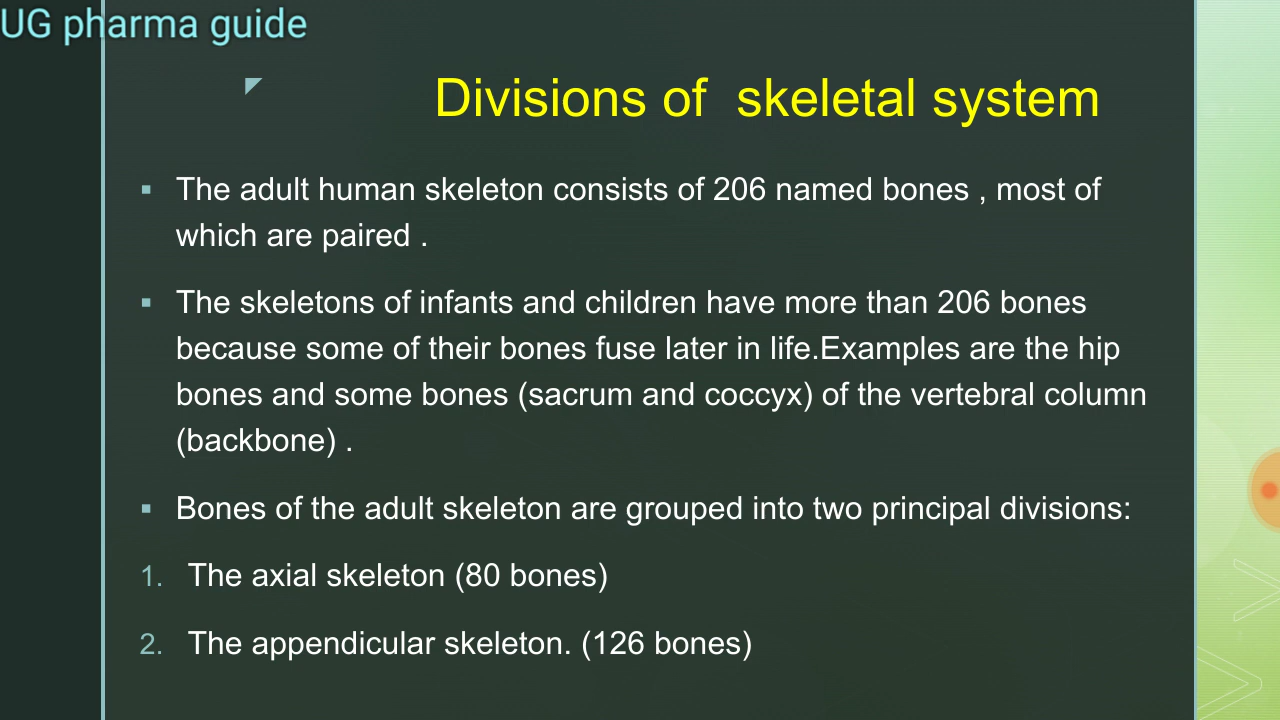 UG pharma guide
Divisions of  skeletal system
▪ The adult human skeleton consists of 206 named bones , most of
which are paired .
▪ The skeletons of infants and children have more than 206 bones
because some of their bones fuse later in life.Examples are the hip
bones and some bones (sacrum and coccyx) of the vertebral column
(backbone) .
▪ Bones of the adult skeleton are grouped into two principal divisions:
1. The axial skeleton (80 bones)
2. The appendicular skeleton. (126 bones)